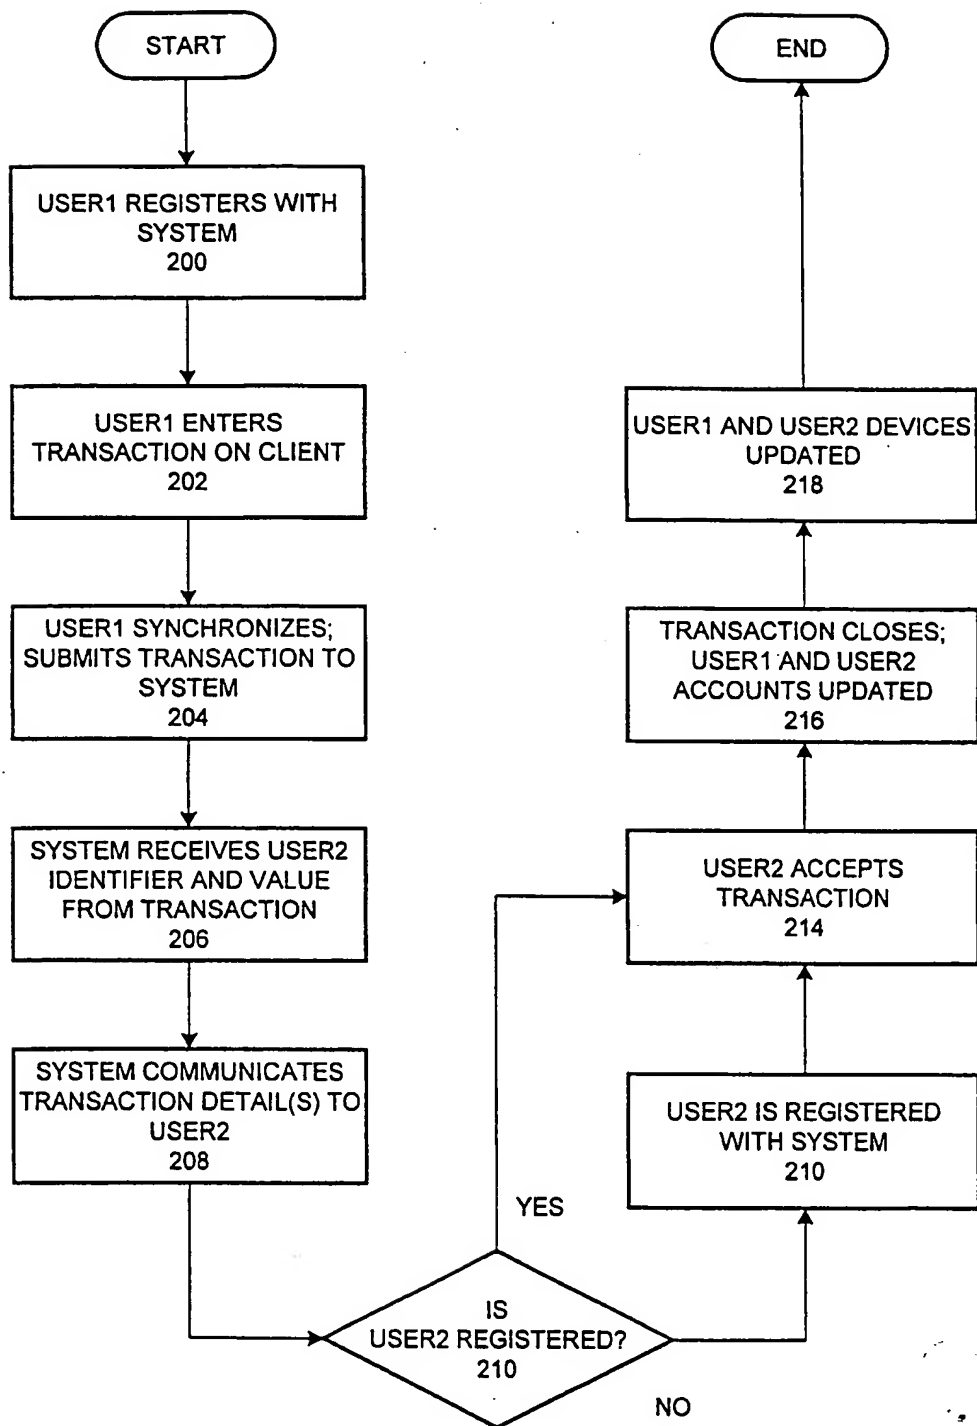 START
USER1 REGISTERS WITH
SYSTEM
200
USER1 ENTERS
TRANSACTION ON CLIENT
202
USER1 SYNCHRONIZES;
SUBMITS TRANSACTION TO
SYSTEM
204
SYSTEM RECEIVES USER2
IDENTIFIER AND VALUE
FROM TRANSACTION
206
SYSTEM COMMUNICATES
TRANSACTION DETAIL(S) TO
USER2
208
IS
USER2 REGISTERED?
210
YES
NO
USER2 IS REGISTERED
WITH SYSTEM
210
USER2 ACCEPTS
TRANSACTION
214
TRANSACTION CLOSES;
USER1 AND USER2
ACCOUNTS UPDATED
216
USER1 AND USER2 DEVICES
UPDATED
218
END